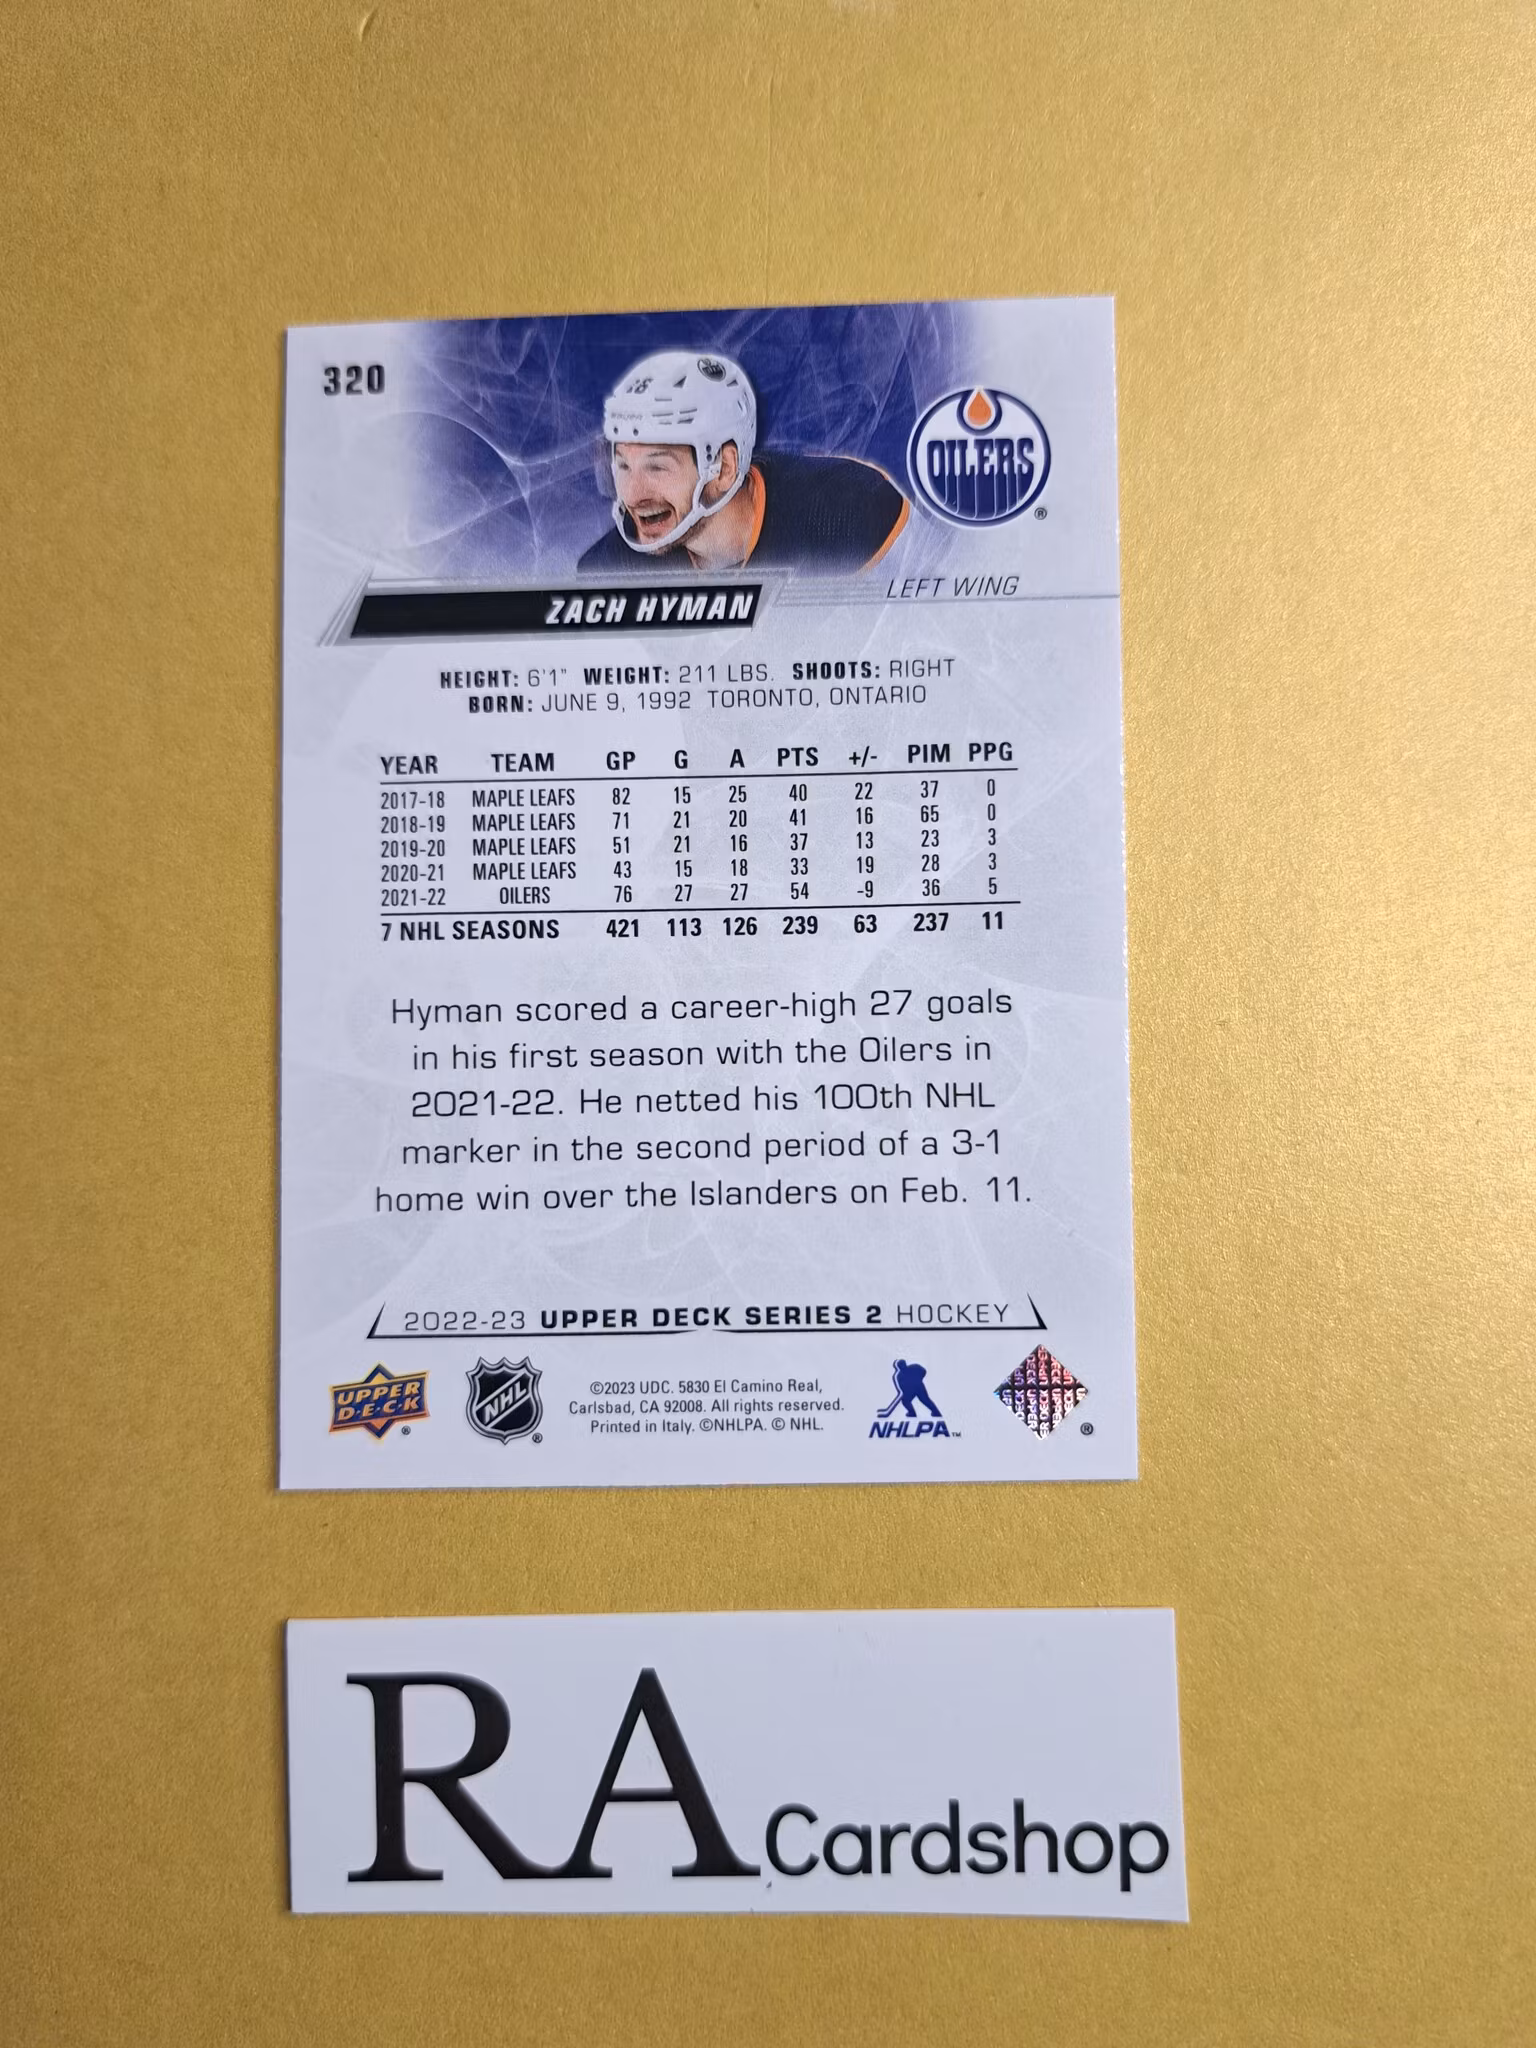 320
OILERS
®
LEFT WING
ZACH HYMAN
HEIGHT: 6'1" WEIGHT: 211 LBS. SHOOTS: RIGHT
BORN: JUNE 9, 1992 TORONTO, ONTARIO
YEAR TEAM GP G A PTS +/- PIM PPG
2017-18 MAPLE LEAFS 82 15 25 40 22 37 0
2018-19 MAPLE LEAFS 71 21 20 41 16 65 0
2019-20 MAPLE LEAFS 51 21 16 37 13 23 3
2020-21 MAPLE LEAFS 43 15 18 33 19 28 3
2021-22 OILERS 76 27 27 54 -9 36 5
7 NHL SEASONS 421 113 126 239 63 237 11
Hyman scored a career-high 27 goals
in his first season with the Oilers in
2021-22. He netted his 100th NHL
marker in the second period of a 3-1
home win over the Islanders on Feb. 11.
2022-23 UPPER DECK SERIES 2 HOCKEY
UPPER
D·E·C·K
®
NHL
®
©2023 UDC. 5830 El Camino Real,
Carlsbad, CA 92008. All rights reserved.
Printed in Italy. ©NHLPA. © NHL.
NHLPA™
®
RA Cardshop